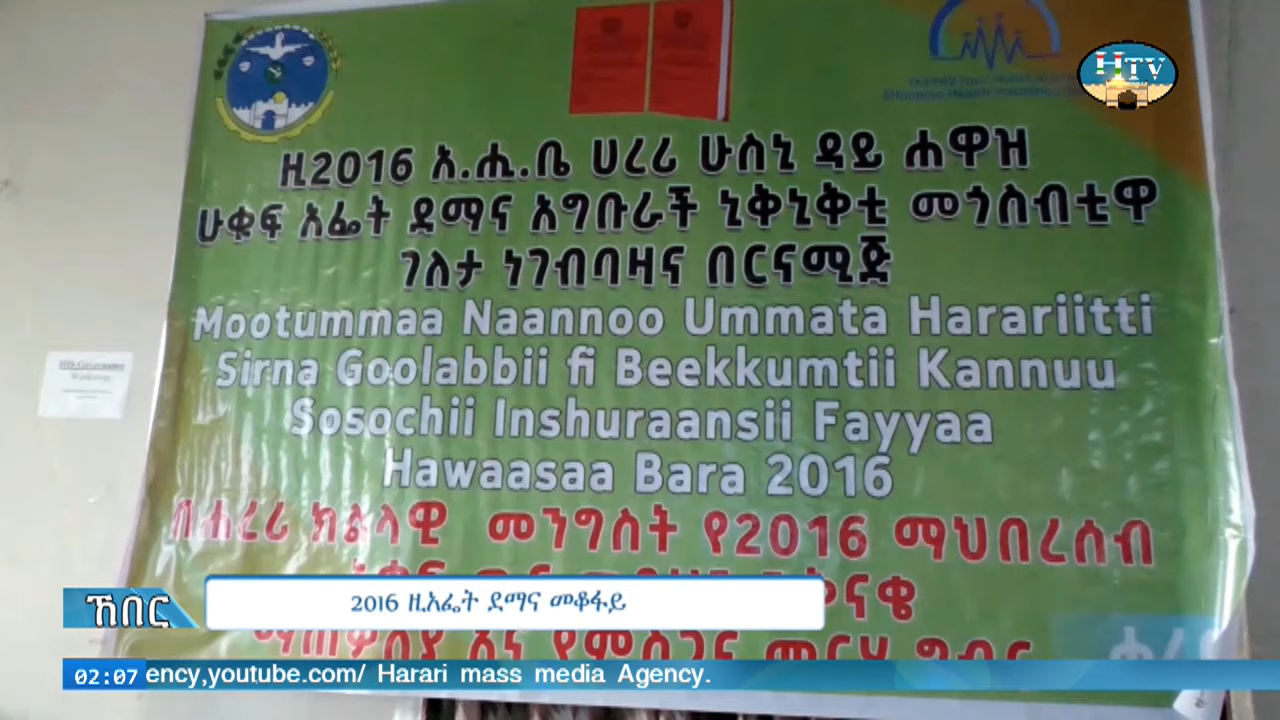 HTV
ዚ2016 አ.ሒ.ቤ ሀረሪ ሁስኒ ዳይ ሐዋዝ
ሁቁፍ አፌት ደማና አግቡራች ኒቅኒቅቲ መጎስብቲዋ
ገለታ ነገብባዛና በርናሚጅ
Mootummaa Naannoo Ummata Harariitti
Sirna Goolabbii fi Beekkumtii Kannuu
Sosochii Inshuraansii Fayyaa
Hawaasaa Bara 2016
በሐረሪ ክልላዊ መንግስት የ2016 ማህበረሰብ
ኸበር
2016 ዚአፌት ደማና መቆፋይ
02:07 ency,youtube.com/ Harari mass media Agency.